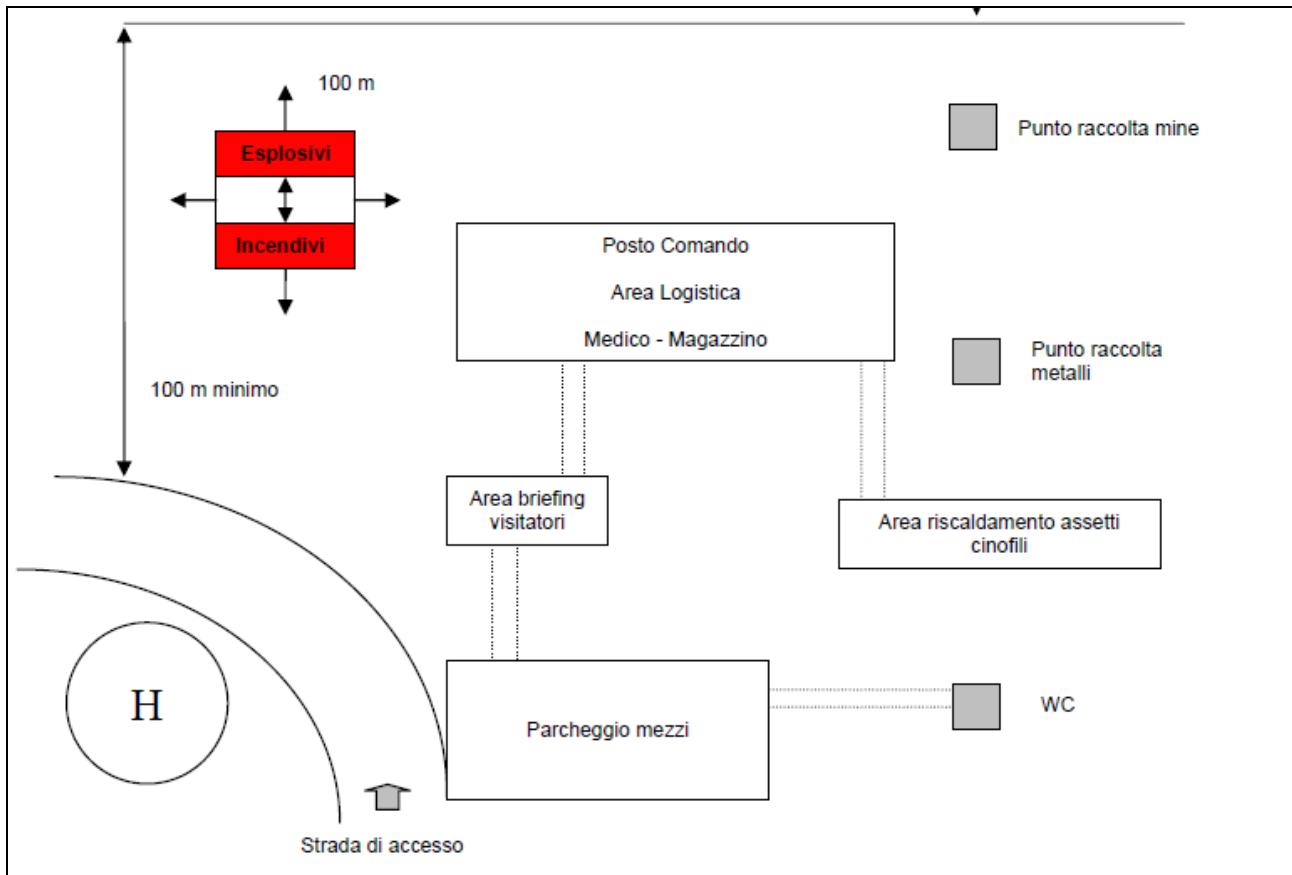 100 m
Esplosivi
Incendivi
Punto raccolta mine
Posto Comando
Area Logistica
Medico - Magazzino
Punto raccolta
metalli
100 m minimo
Area briefing
visitatori
Area riscaldamento assetti
cinofili
H
Parcheggio mezzi
WC
Strada di accesso